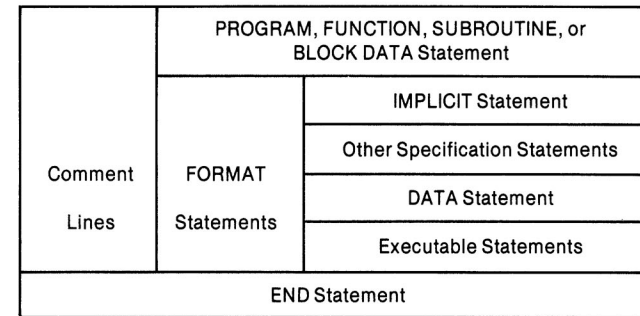 PROGRAM, FUNCTION, SUBROUTINE, or
BLOCK DATA Statement
IMPLICIT Statement
Other Specification Statements
Comment
Lines
FORMAT
Statements
DATA Statement
Executable Statements
END Statement